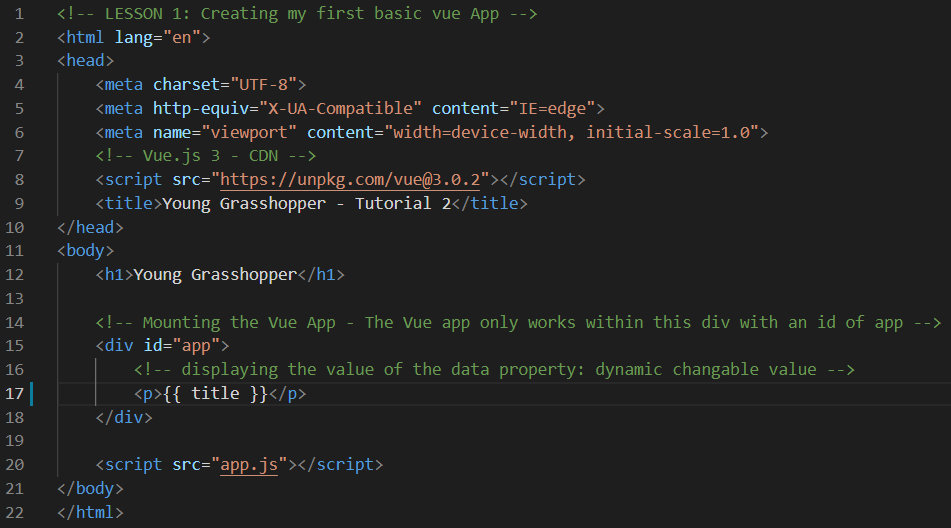 1 <!-- LESSON 1: Creating my first basic vue App -->
2 <html lang="en">
3 <head>
4     <meta charset="UTF-8">
5     <meta http-equiv="X-UA-Compatible" content="IE=edge">
6     <meta name="viewport" content="width=device-width, initial-scale=1.0">
7     <!-- Vue.js 3 - CDN -->
8     <script src="https://unpkg.com/vue@3.0.2"></script>
9     <title>Young Grasshopper - Tutorial 2</title>
10 </head>
11 <body>
12     <h1>Young Grasshopper</h1>
13
14     <!-- Mounting the Vue App - The Vue app only works within this div with an id of app -->
15     <div id="app">
16         <!-- displaying the value of the data property: dynamic changable value -->
17         <p>{{ title }}</p>
18     </div>
19
20     <script src="app.js"></script>
21 </body>
22 </html>